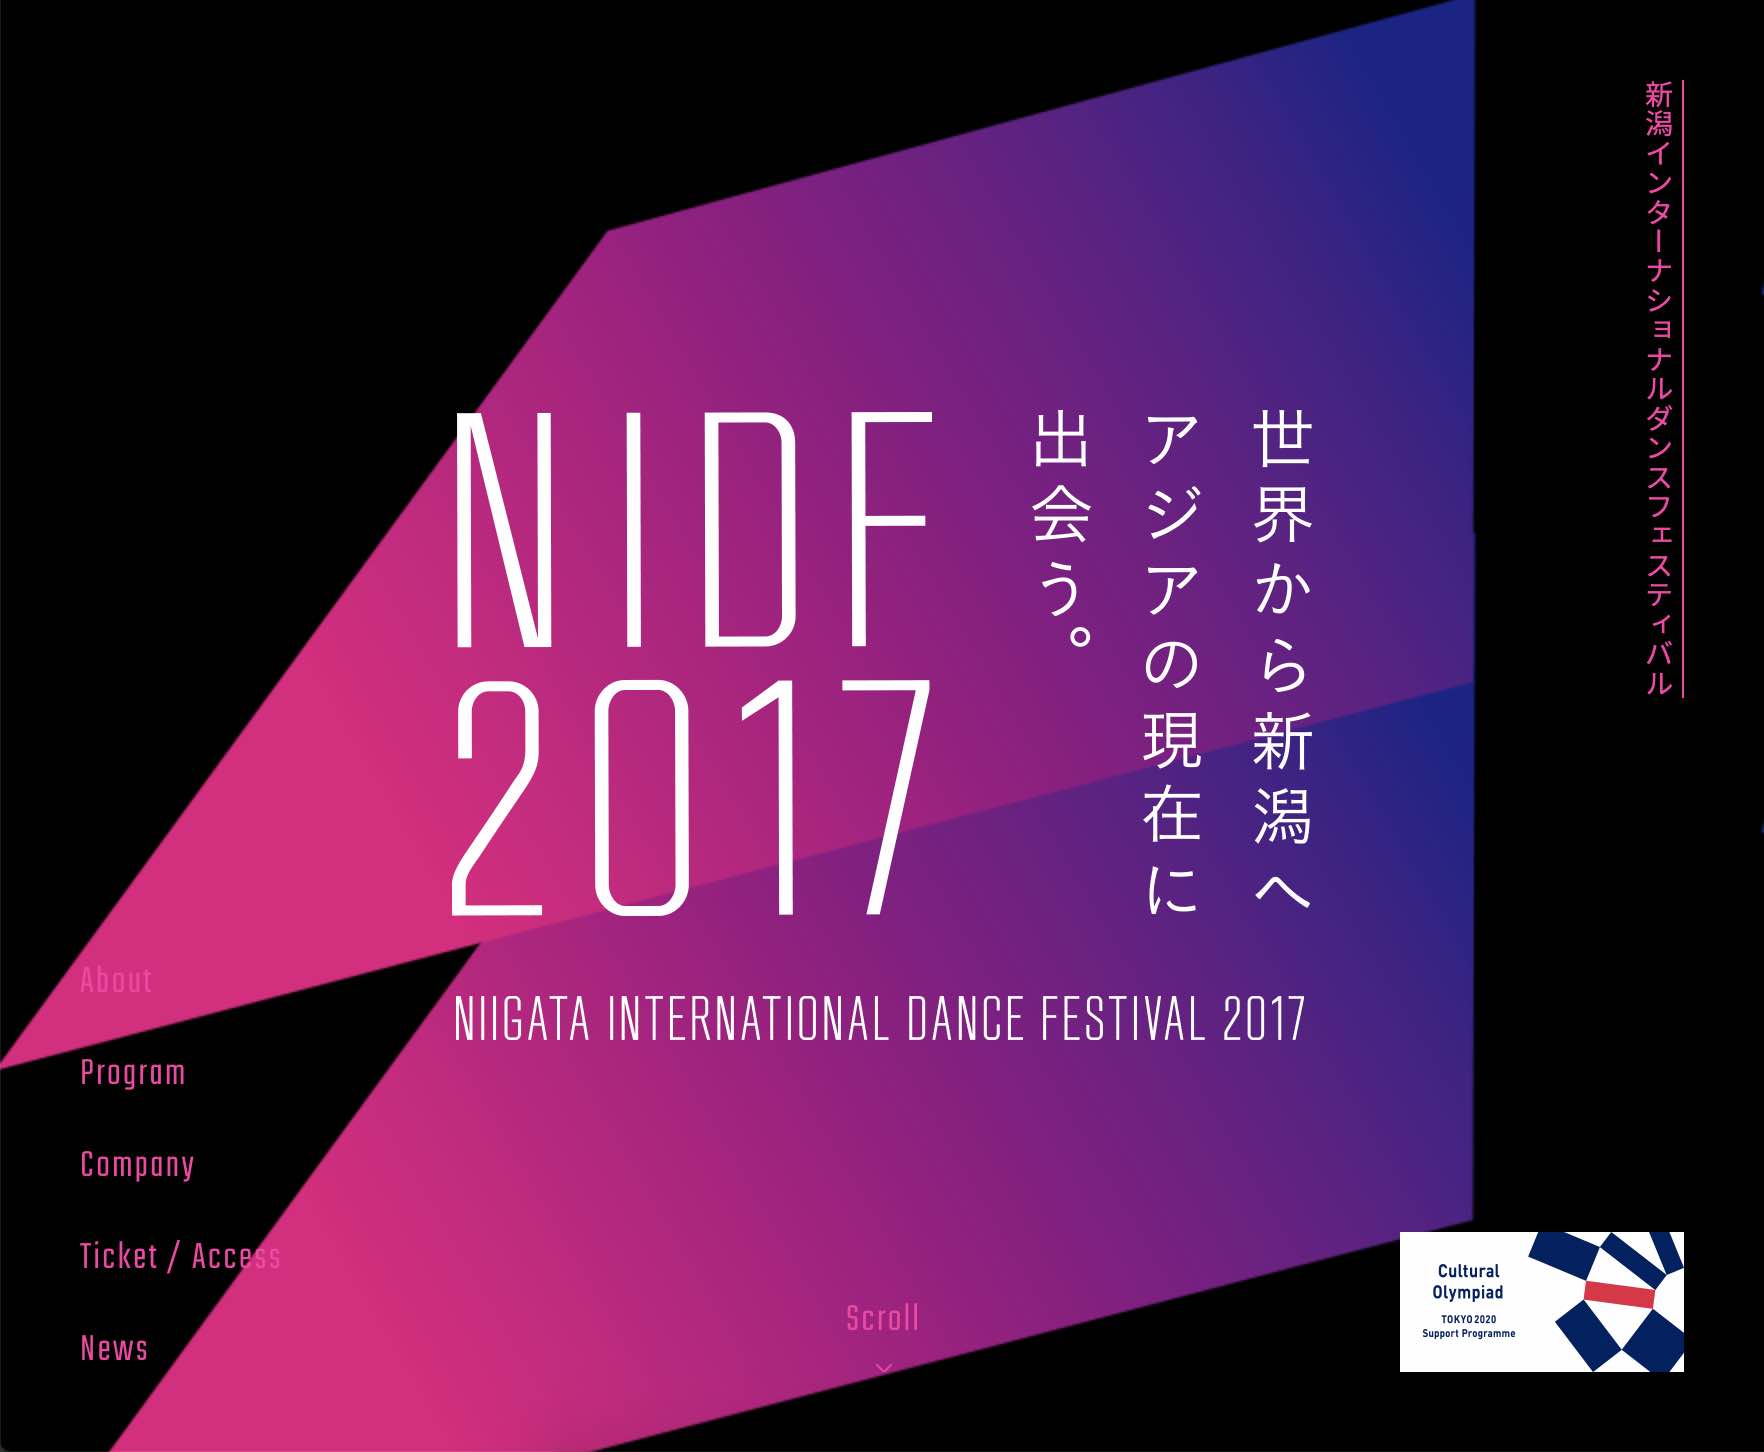 新潟インターナショナルダンスフェスティバル
NIDF
2017
世界から新潟へ
アジアの現在に
出会う。
NIIGATA INTERNATIONAL DANCE FESTIVAL 2017
About
Program
Company
Ticket / Access
News
Scroll
Cultural
Olympiad
TOKYO 2020
Support Programme